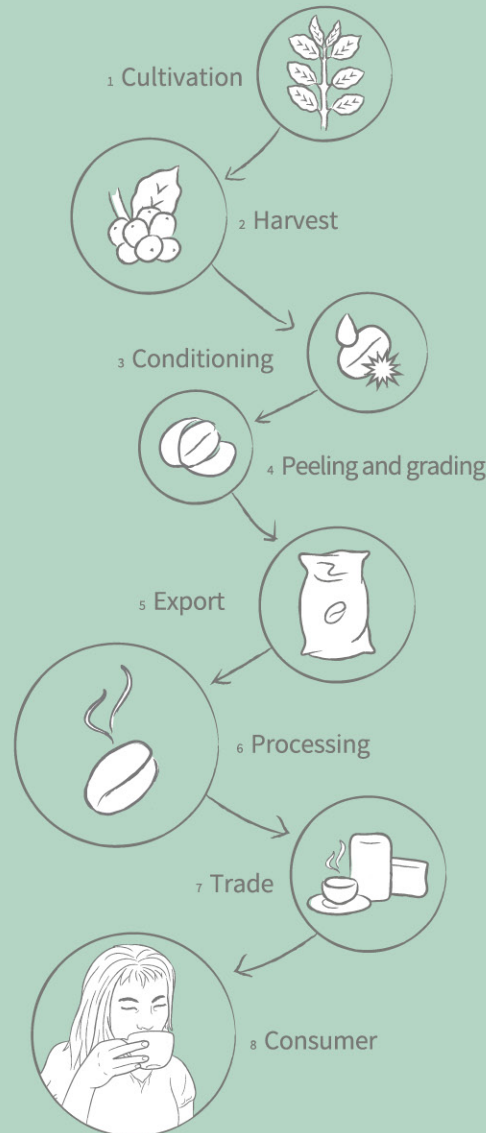 1 Cultivation
2 Harvest
3 Conditioning
4 Peeling and grading
5 Export
6 Processing
7 Trade
8 Consumer